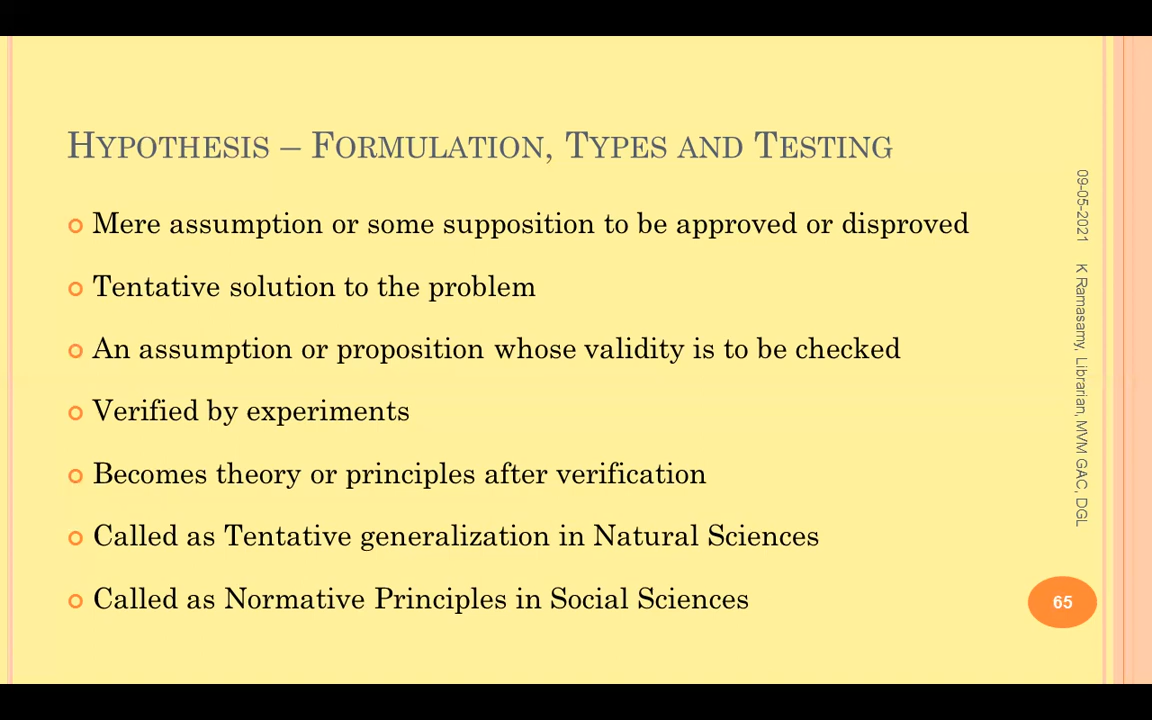 Hypothesis – Formulation, Types and Testing
Mere assumption or some supposition to be approved or disproved
Tentative solution to the problem
An assumption or proposition whose validity is to be checked
Verified by experiments
Becomes theory or principles after verification
Called as Tentative generalization in Natural Sciences
Called as Normative Principles in Social Sciences
09-05-2021 K Ramasamy, Librarian, MVM GAC, DGL
65